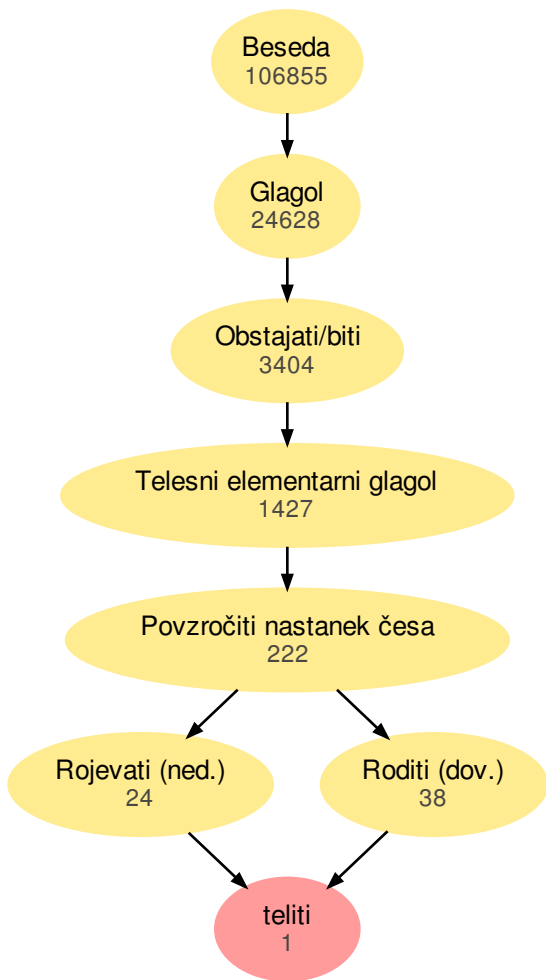 Beseda
106855
Glagol
24628
Obstajati/biti
3404
Telesni elementarni glagol
1427
Povzročiti nastanek česa
222
Rojevati (ned.)
24
Roditi (dov.)
38
teliti
1